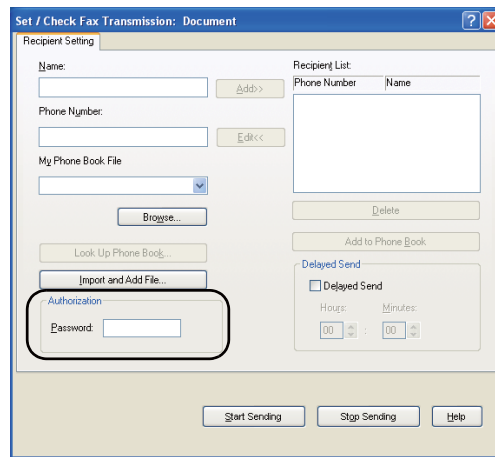 Set / Check Fax Transmission: Document
Recipient Setting
Name:
Add>>
Phone Number:
Edit<<
My Phone Book File
Browse...
Look Up Phone Book...
Import and Add File...
Authorization
Password:
Recipient List:
Phone Number Name
Delete
Add to Phone Book
Delayed Send
Delayed Send
Hours: Minutes:
00 : 00
Start Sending Stop Sending Help